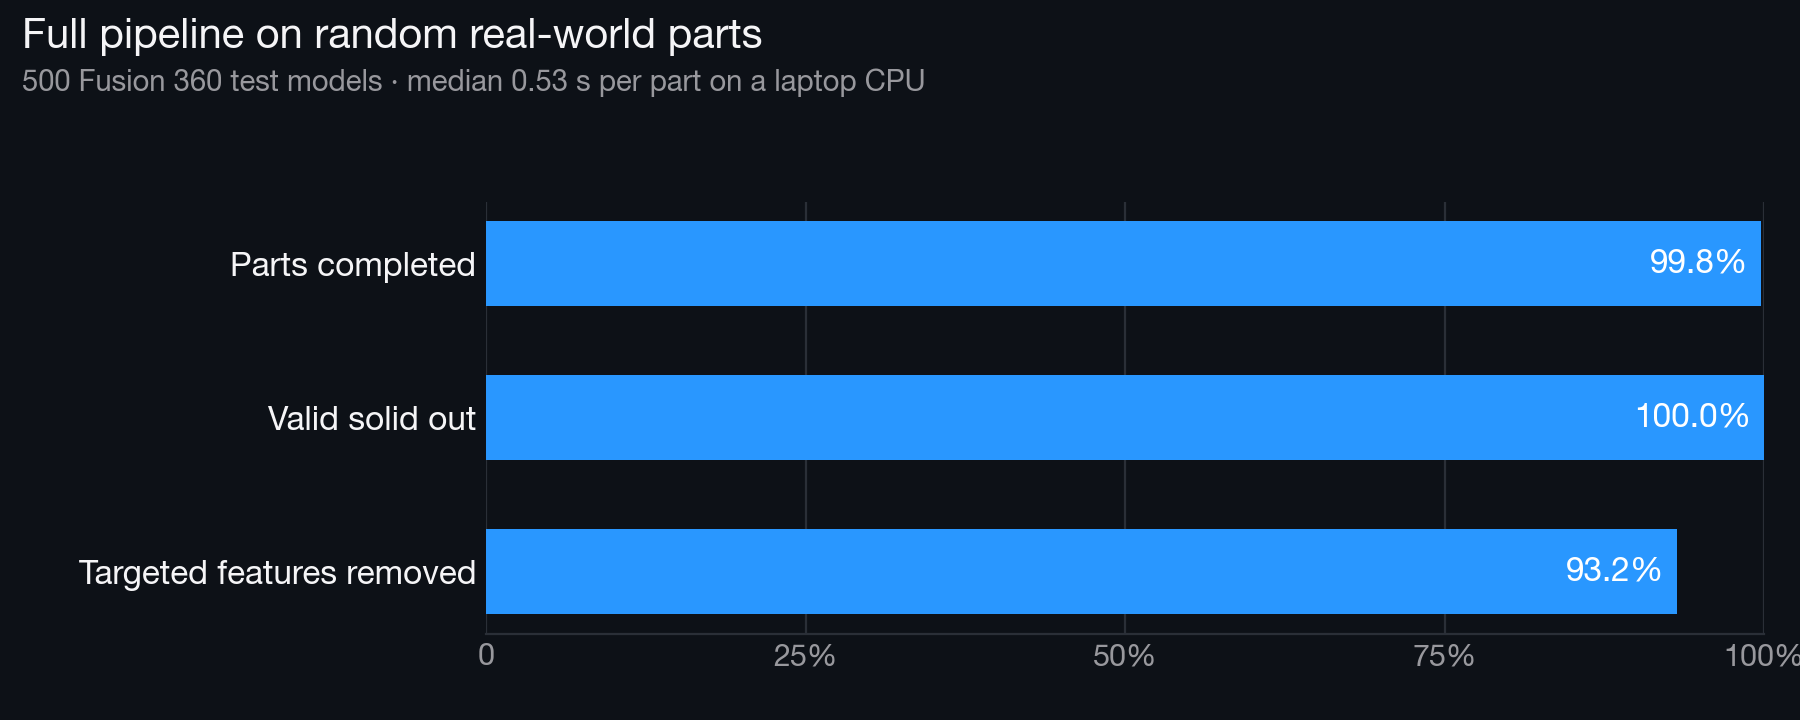 Full pipeline on random real-world parts
500 Fusion 360 test models · median 0.53 s per part on a laptop CPU
Parts completed 99.8%
Valid solid out 100.0%
Targeted features removed 93.2%
0 25% 50% 75% 100%